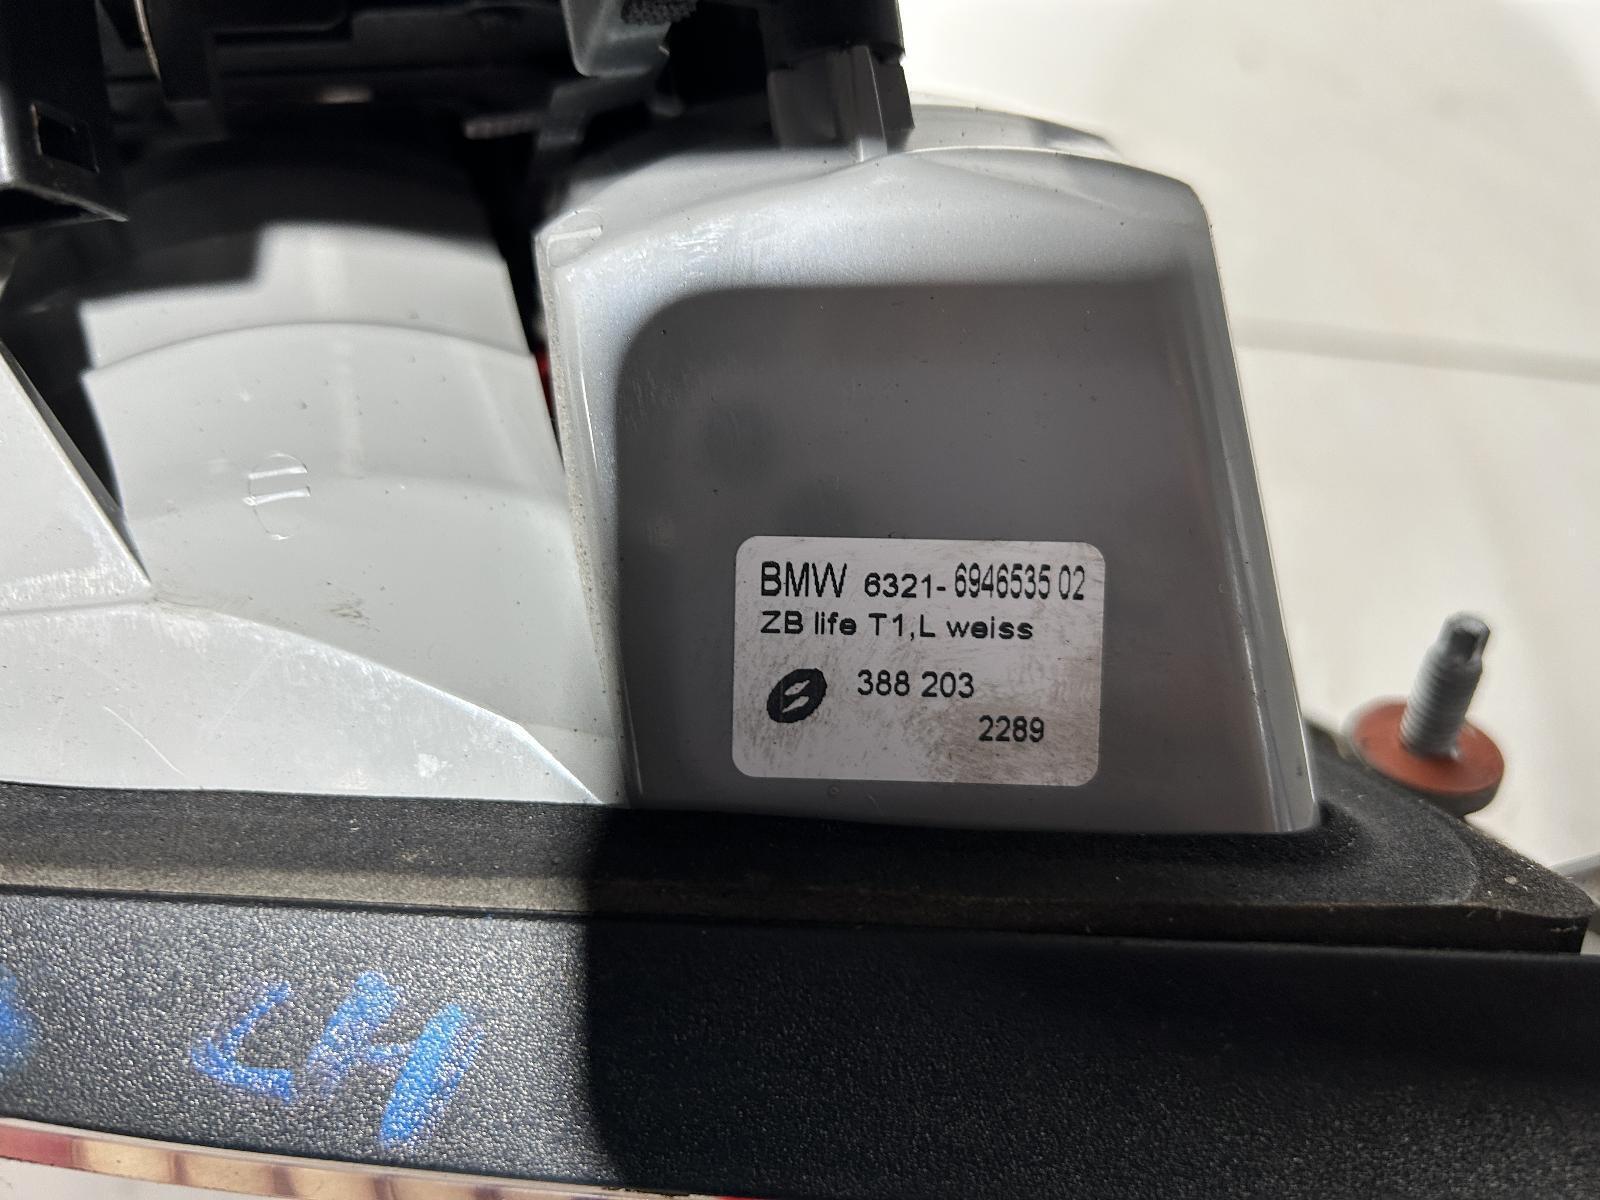 BMW 6321- 6946535 02
ZB life T1,L weiss
388 203
2289
LH